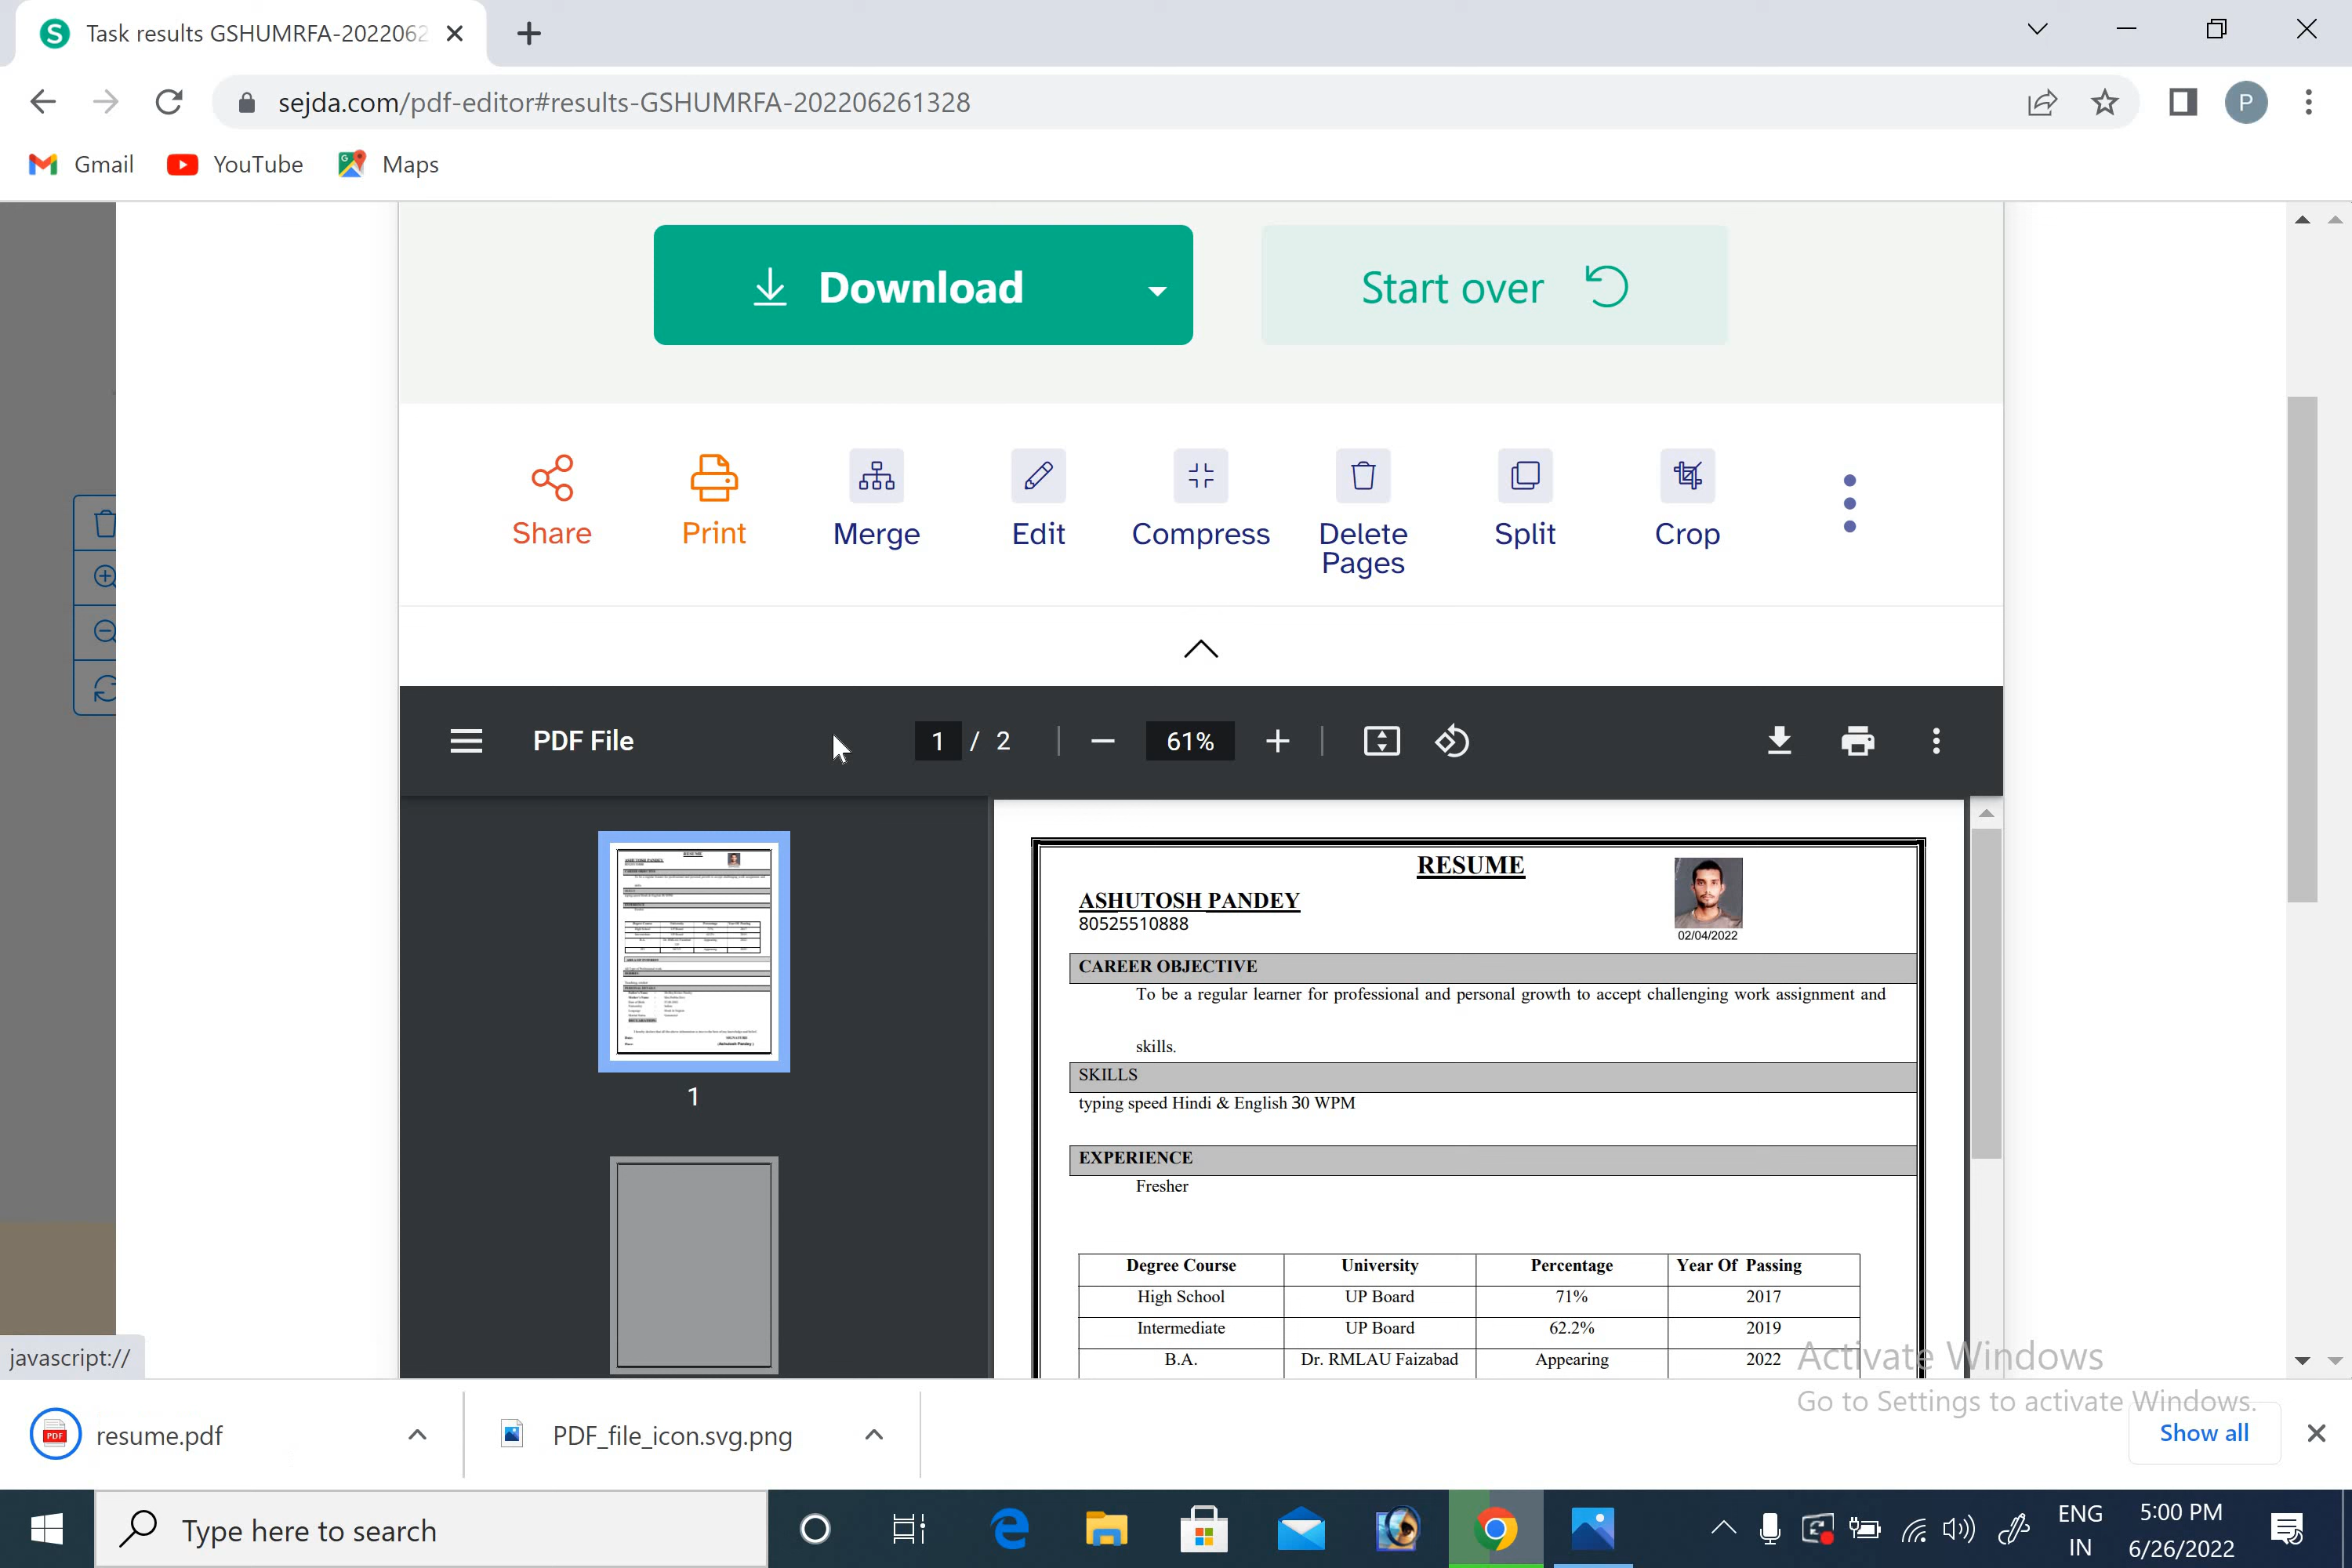 Task results GSHUMRFA-2022062
sejda.com/pdf-editor#results-GSHUMRFA-202206261328
P
Gmail YouTube Maps
Download Start over
Share Print Merge Edit Compress Delete Pages Split Crop
PDF File 1 / 2 61%
RESUME
ASHUTOSH PANDEY
80525510888
02/04/2022
CAREER OBJECTIVE
To be a regular learner for professional and personal growth to accept challenging work assignment and
skills.
SKILLS
typing speed Hindi & English 30 WPM
EXPERIENCE
Fresher
Degree Course University Percentage Year Of Passing
High School UP Board 71% 2017
Intermediate UP Board 62.2% 2019
B.A. Dr. RMLAU Faizabad Appearing 2022
1
javascript://
Activate Windows
Go to Settings to activate Windows.
resume.pdf PDF_file_icon.svg.png Show all
Type here to search
ENG
IN
5:00 PM
6/26/2022